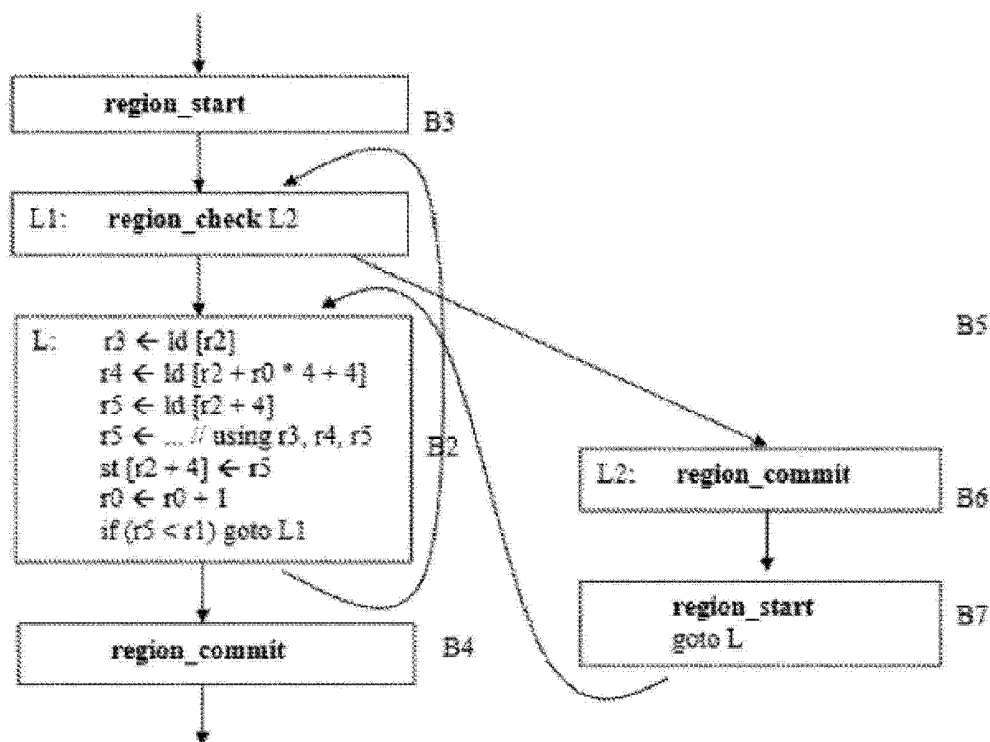 region_start
B3
L1: region_check L2
L: r3 ← ld [r2]
r4 ← ld [r2 + r0 * 4 + 4]
r5 ← ld [r2 + 4]
r5 ← ... // using r3, r4, r5
st [r2 + 4] ← r5
r0 ← r0 + 1
if (r5 < r1) goto L1
B2
B5
L2: region_commit
B6
region_start
goto L
B7
region_commit
B4